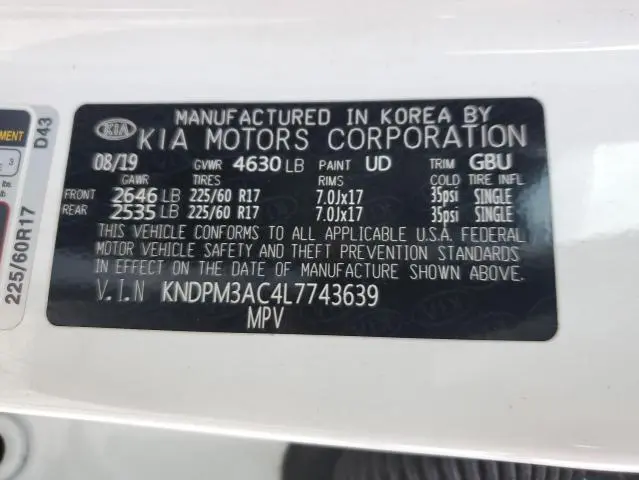 MANUFACTURED IN KOREA BY
KIA KIA MOTORS CORPORATION
08/19 GVWR 4630 LB PAINT UD TRIM GBU
GAWR TIRES RIMS COLD TIRE INFL
FRONT 2646 LB 225/60 R17 7.0Jx17 35psi SINGLE
REAR 2535 LB 225/60 R17 7.0Jx17 35psi SINGLE
THIS VEHICLE CONFORMS TO ALL APPLICABLE U.S.A. FEDERAL
MOTOR VEHICLE SAFETY AND THEFT PREVENTION STANDARDS
IN EFFECT ON THE DATE OF MANUFACTURE SHOWN ABOVE.
V.I.N KNDPM3AC4L7743639
MPV
D43
225/60R17
3
lbs.